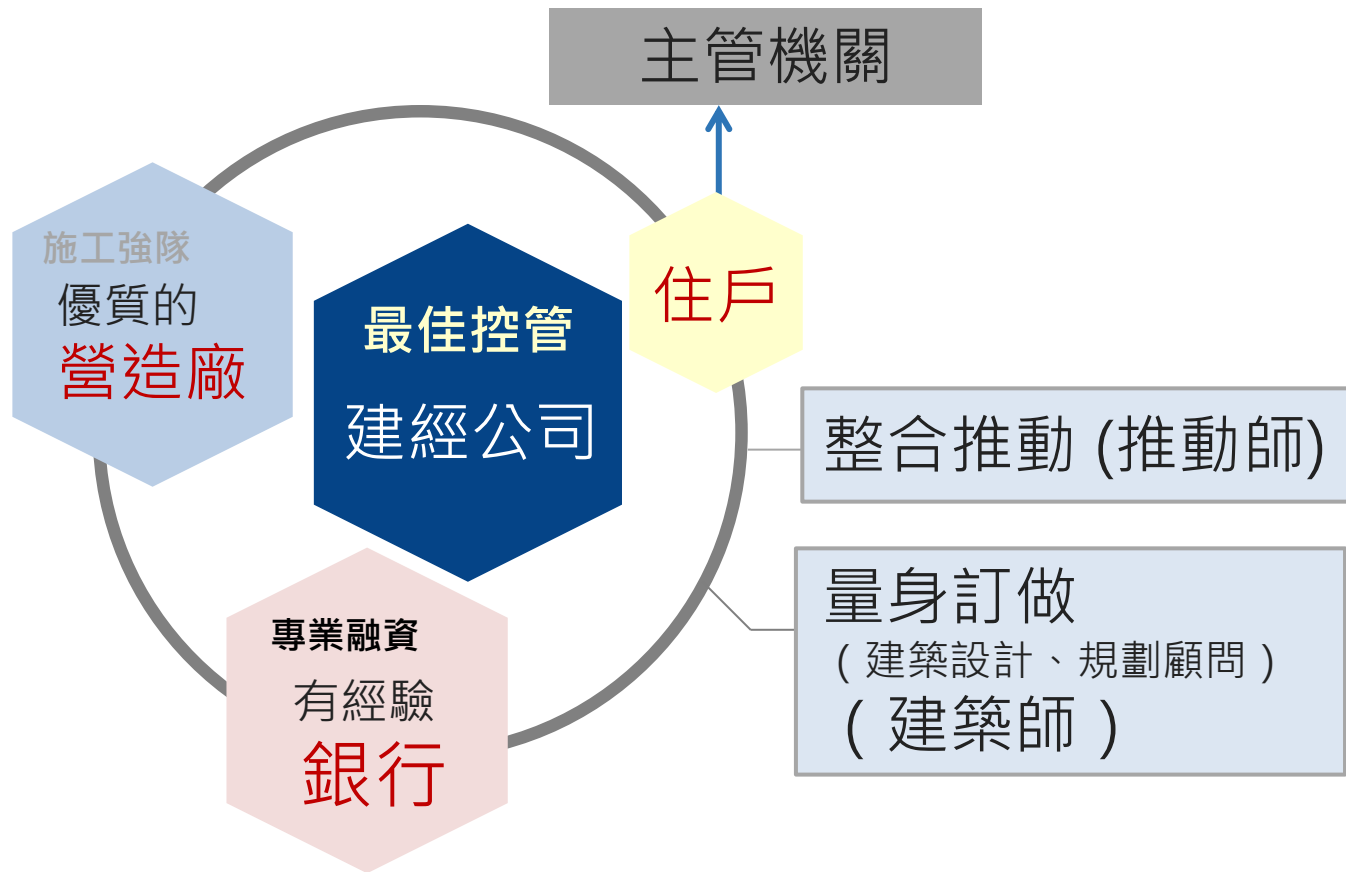 主管機關
施工強隊
優質的
營造廠
最佳控管
建經公司
住戶
整合推動 (推動師)
量身訂做
( 建築設計、規劃顧問 )
( 建築師 )
專業融資
有經驗
銀行